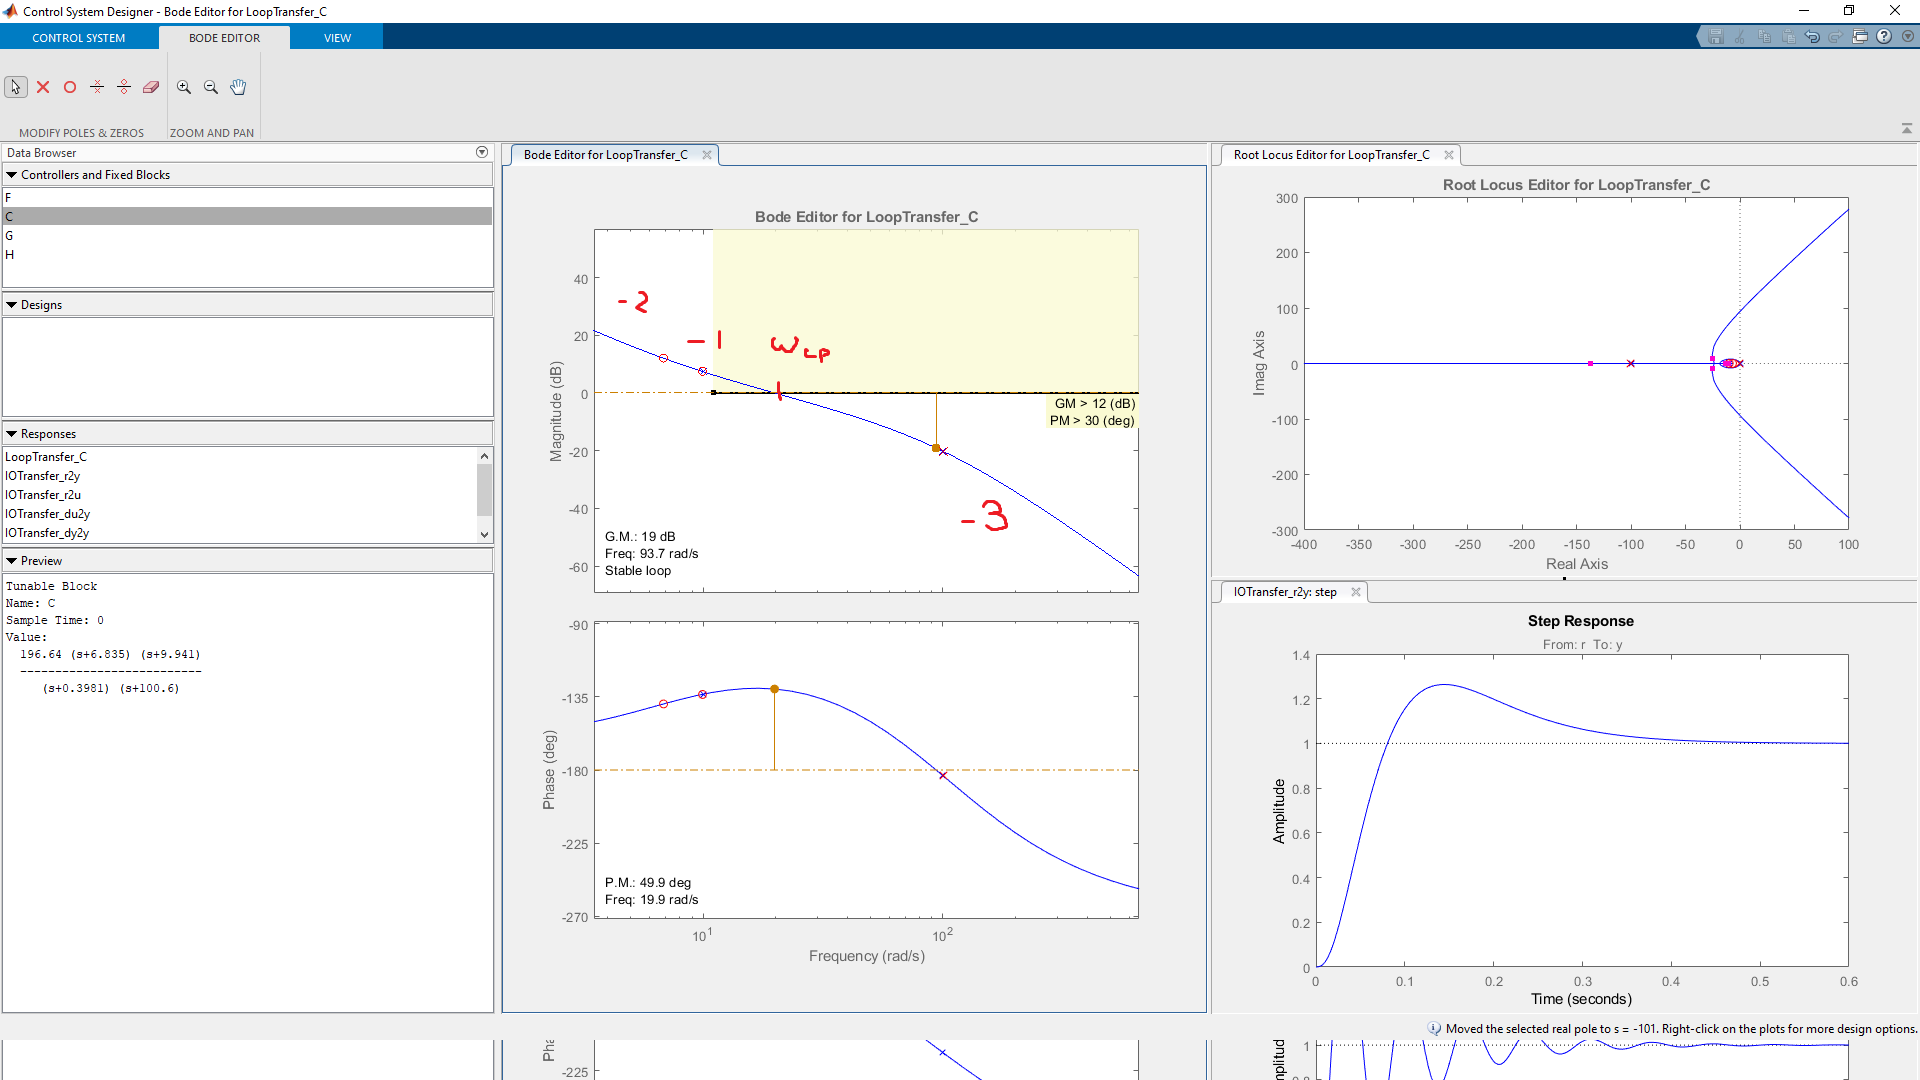 Control System Designer - Bode Editor for LoopTransfer_C
CONTROL SYSTEM
BODE EDITOR
VIEW
MODIFY POLES & ZEROS
ZOOM AND PAN
Data Browser
Controllers and Fixed Blocks
F
C
G
H
Designs
Responses
LoopTransfer_C
IOTransfer_r2y
IOTransfer_r2u
IOTransfer_du2y
IOTransfer_dy2y
Preview
Tunable Block
Name: C
Sample Time: 0
Value:
196.64 (s+6.835) (s+9.941)
--------------------------
(s+0.3981) (s+100.6)
Bode Editor for LoopTransfer_C
Bode Editor for LoopTransfer_C
Magnitude (dB)
40
20
0
-20
-40
-60
-2
-1
ωcp
-3
GM > 12 (dB)
PM > 30 (deg)
G.M.: 19 dB
Freq: 93.7 rad/s
Stable loop
Phase (deg)
-90
-135
-180
-225
-270
P.M.: 49.9 deg
Freq: 19.9 rad/s
10¹
10²
Frequency (rad/s)
-225
Root Locus Editor for LoopTransfer_C
Root Locus Editor for LoopTransfer_C
Imag Axis
300
200
100
0
-100
-200
-300
-400 -350 -300 -250 -200 -150 -100 -50 0 50 100
Real Axis
IOTransfer_r2y: step
Step Response
From: r To: y
Amplitude
1.4
1.2
1
0.8
0.6
0.4
0.2
0
0 0.1 0.2 0.3 0.4 0.5 0.6
Time (seconds)
Moved the selected real pole to s = -101. Right-click on the plots for more design options.
1